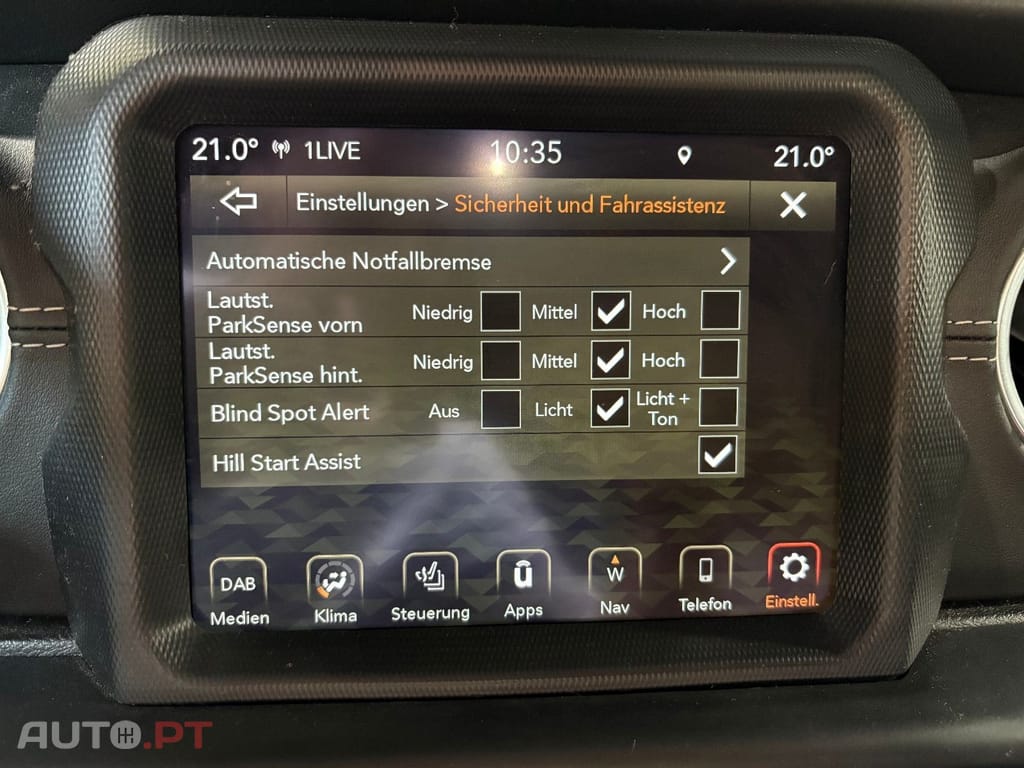 21.0° 1LIVE 10:35 21.0°
Einstellungen > Sicherheit und Fahrassistenz
Automatische Notfallbremse
Lautst.
ParkSense vorn Niedrig Mittel Hoch
Lautst.
ParkSense hint. Niedrig Mittel Hoch
Blind Spot Alert Aus Licht Licht +
Ton
Hill Start Assist
DAB û W
Medien Klima Steuerung Apps Nav Telefon Einstell.
AUTO.PT